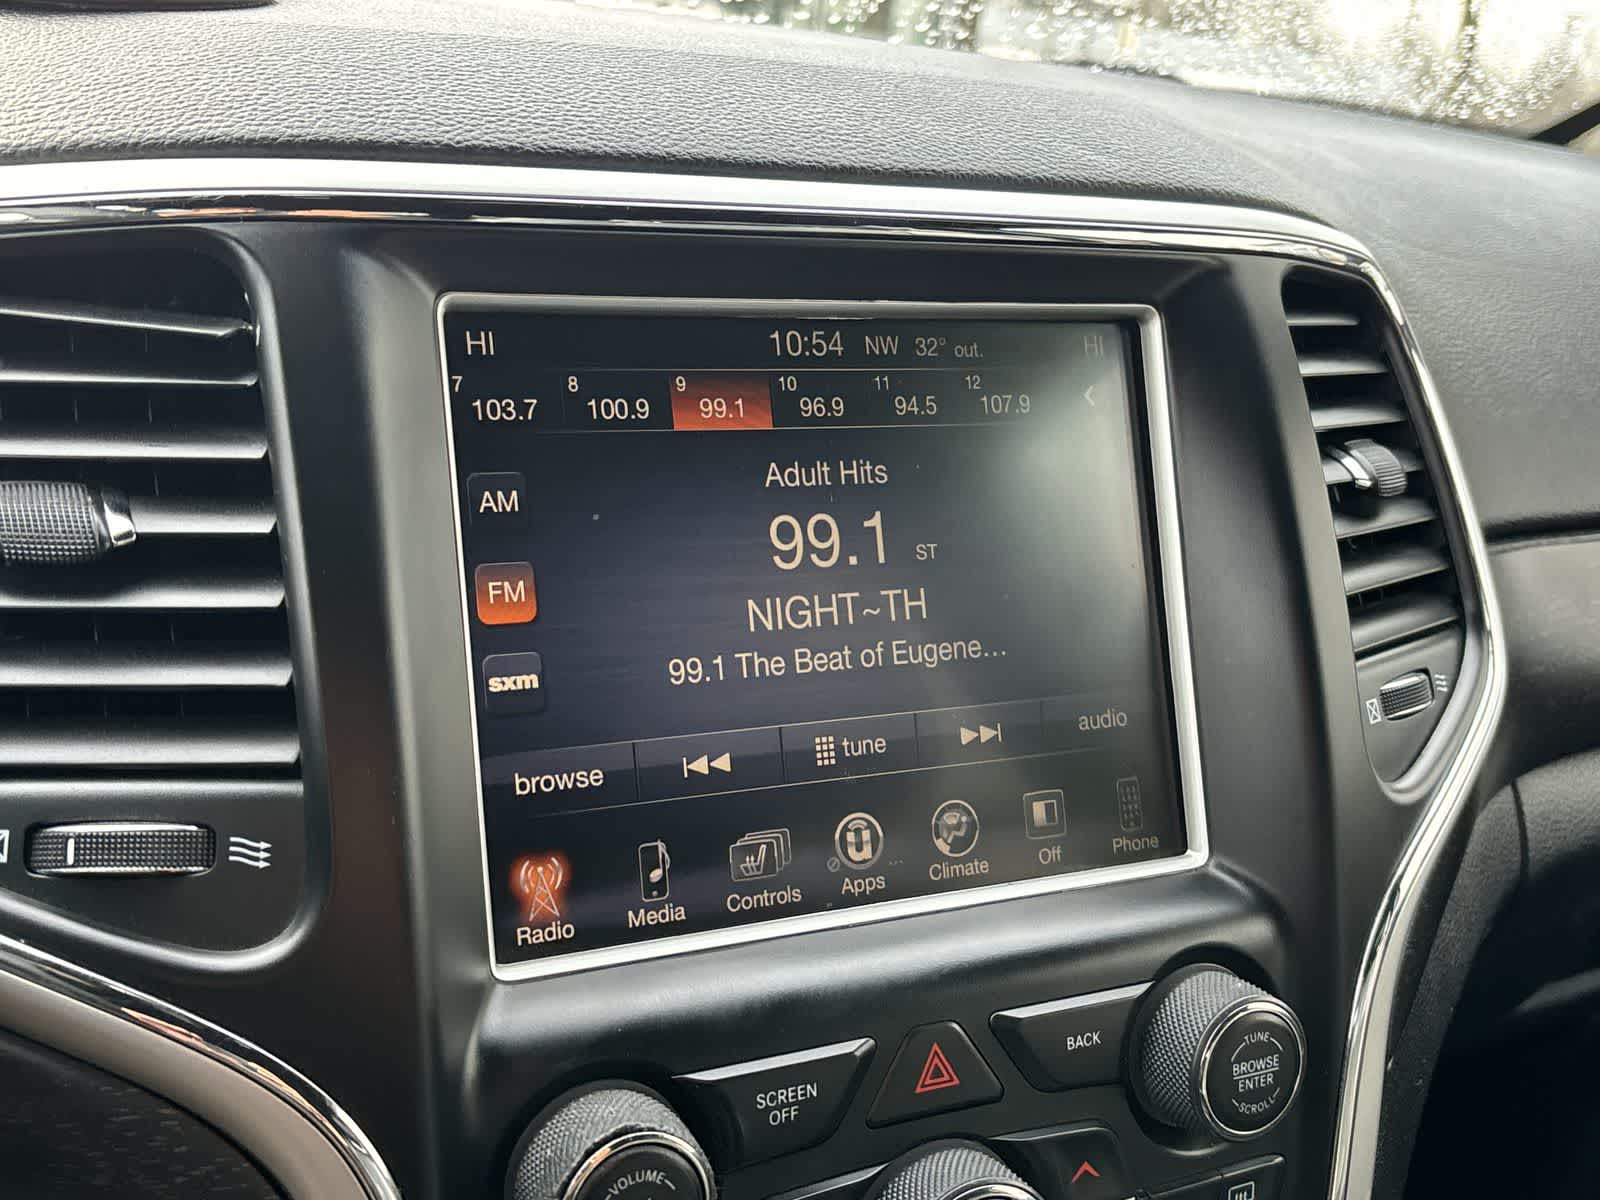 HI 10:54 NW 32° out. HI
7 8 9 10 11 12
103.7 100.9 99.1 96.9 94.5 107.9
Adult Hits
AM
99.1 ST
FM
NIGHT~TH
99.1 The Beat of Eugene...
sxm
browse tune audio
Radio Media Controls Apps Climate Off Phone
SCREEN
OFF
BACK
TUNE
BROWSE
ENTER
SCROLL
VOLUME